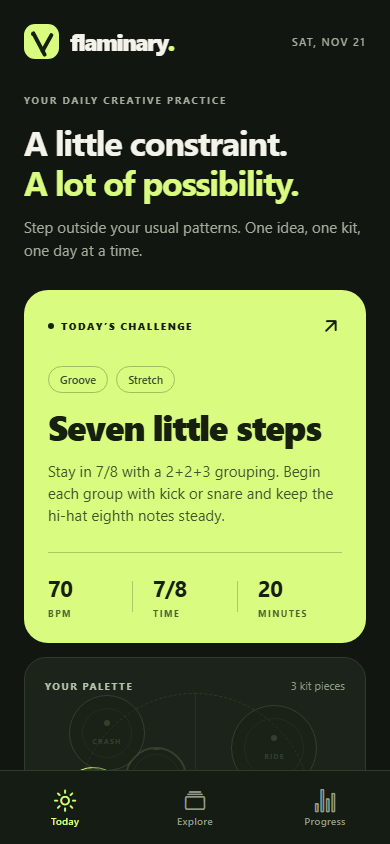 flaminary.
SAT, NOV 21
YOUR DAILY CREATIVE PRACTICE
A little constraint.
A lot of possibility.
Step outside your usual patterns. One idea, one kit,
one day at a time.
TODAY'S CHALLENGE
Groove
Stretch
Seven little steps
Stay in 7/8 with a 2+2+3 grouping. Begin
each group with kick or snare and keep the
hi-hat eighth notes steady.
70
BPM
7/8
TIME
20
MINUTES
YOUR PALETTE
3 kit pieces
CRASH
RIDE
Today
Explore
Progress